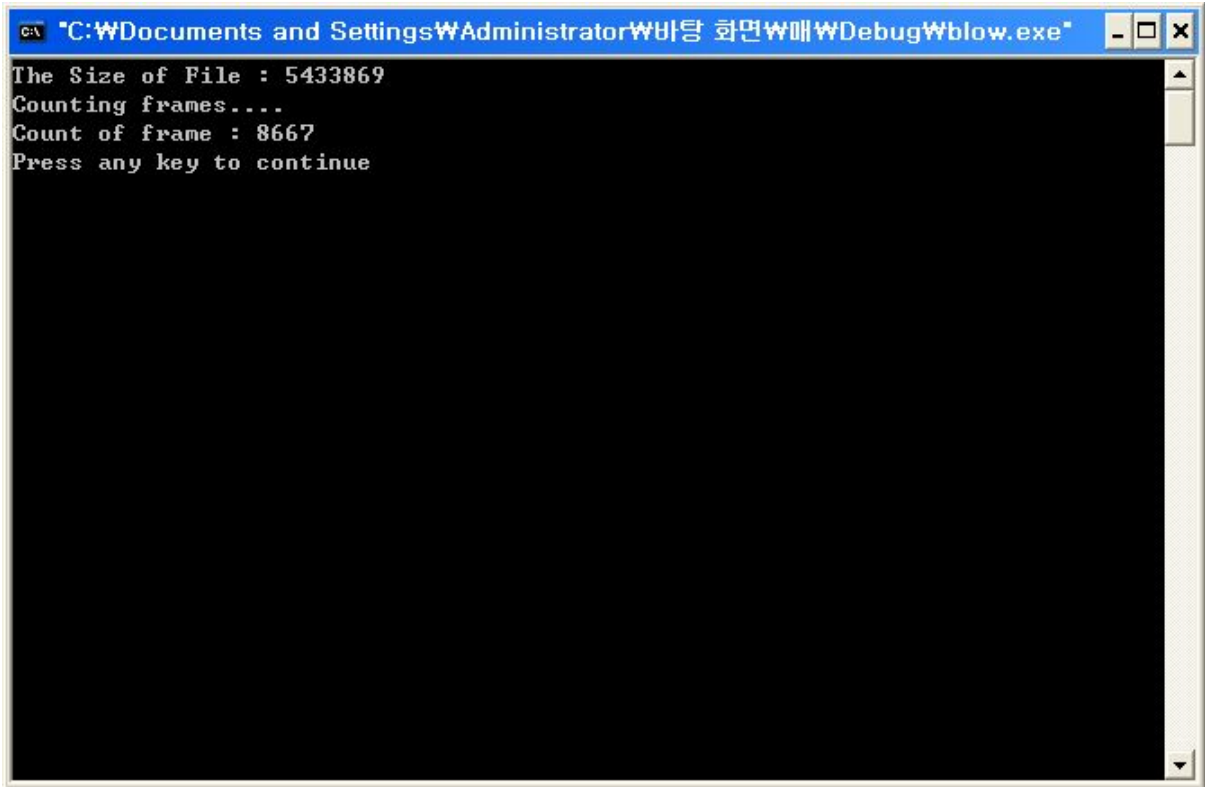 "C:₩Documents and Settings₩Administrator₩바탕 화면₩매₩Debug₩blow.exe"
The Size of File : 5433869
Counting frames....
Count of frame : 8667
Press any key to continue